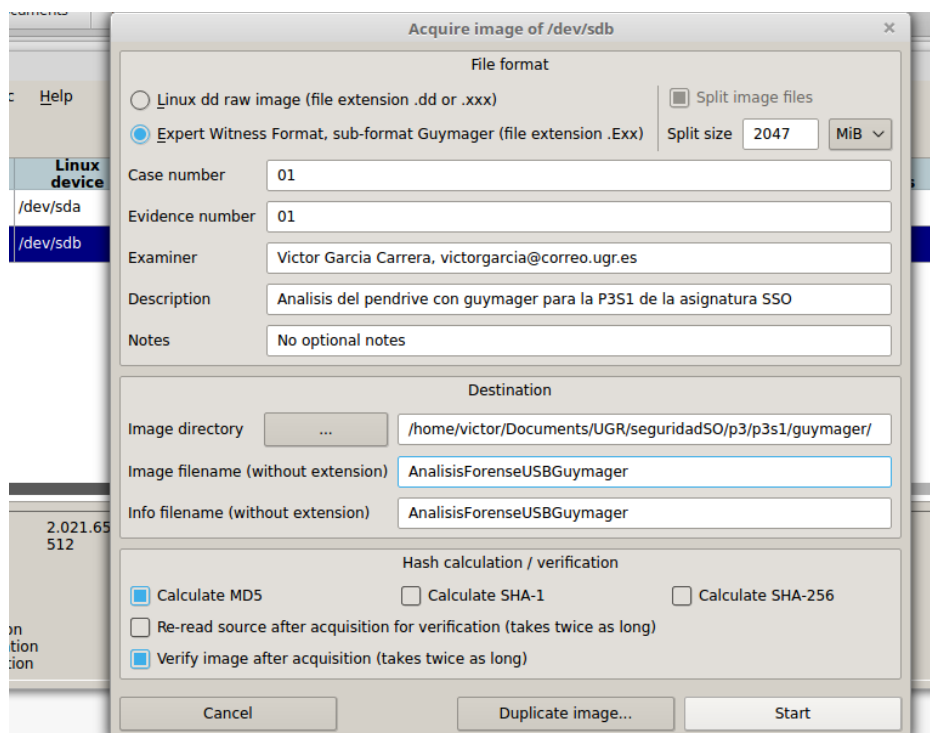 Acquire image of /dev/sdb
File format
Help
Linux dd raw image (file extension .dd or .xxx)
Split image files
Expert Witness Format, sub-format Guymager (file extension .Exx)
Split size 2047 MiB
Linux
device
/dev/sda
/dev/sdb
Case number 01
Evidence number 01
Examiner Victor Garcia Carrera, victorgarcia@correo.ugr.es
Description Analisis del pendrive con guymager para la P3S1 de la asignatura SSO
Notes No optional notes
Destination
Image directory ... /home/victor/Documents/UGR/seguridadSO/p3/p3s1/guymager/
Image filename (without extension) AnalisisForenseUSBGuymager
Info filename (without extension) AnalisisForenseUSBGuymager
2.021.65
512
Hash calculation / verification
Calculate MD5 Calculate SHA-1 Calculate SHA-256
Re-read source after acquisition for verification (takes twice as long)
Verify image after acquisition (takes twice as long)
Cancel Duplicate image... Start